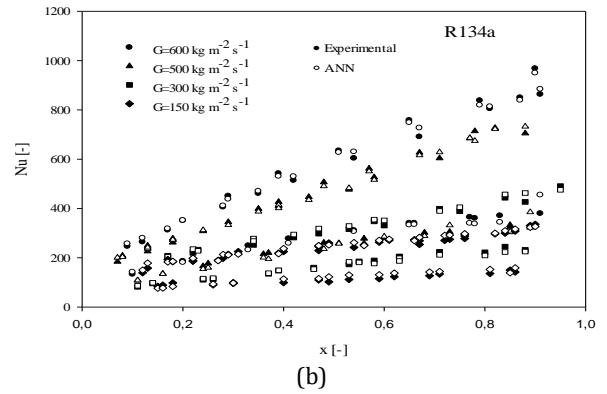 1200
1000
800
600
400
200
0
Nu [-]
G=600 kg m⁻² s⁻¹
G=500 kg m⁻² s⁻¹
G=300 kg m⁻² s⁻¹
G=150 kg m⁻² s⁻¹
Experimental
ANN
R134a
0,0 0,2 0,4 0,6 0,8 1,0
x [-]
(b)